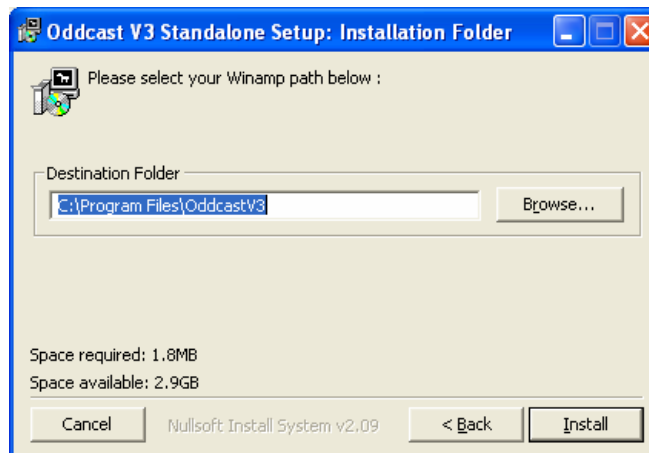 Oddcast V3 Standalone Setup: Installation Folder
Please select your Winamp path below :
Destination Folder
C:\Program Files\OddcastV3
Browse...
Space required: 1.8MB
Space available: 2.9GB
Cancel
Nullsoft Install System v2.09
< Back
Install